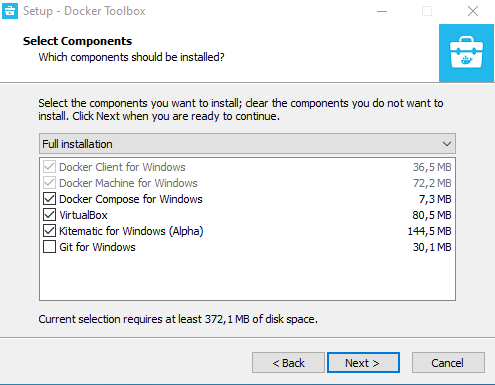 Setup - Docker Toolbox
Select Components
Which components should be installed?
Select the components you want to install; clear the components you do not want to
install. Click Next when you are ready to continue.
Full installation
Docker Client for Windows 36,5 MB
Docker Machine for Windows 72,2 MB
Docker Compose for Windows 7,3 MB
VirtualBox 80,5 MB
Kitematic for Windows (Alpha) 144,5 MB
Git for Windows 30,1 MB
Current selection requires at least 372,1 MB of disk space.
< Back Next > Cancel